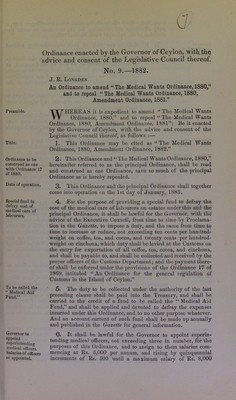 7
Ordinance enacted by the Governor of Ceylon, with the
advice and consent of the Legislative Council thereof.
No. 9.—1882.
J. R. LONGDEN.
An Ordinance to amend "The Medical Wants Ordinance, 1880,"
and to repeal "The Medical Wants Ordinance, 1880,
Amendment Ordinance, 1881."
Preamble.
WHEREAS it is expedient to amend "The Medical Wants
Ordinance, 1880," and to repeal "The Medical Wants
Ordinance, 1880, Amendment Ordinance, 1881": Be it enacted
by the Governor of Ceylon, with the advice and consent of the
Legislative Council thereof, as follows:—
Title.
1. This Ordinance may be cited as "The Medical Wants
Ordinance, 1880, Amendment Ordinance, 1882."
Ordinance to be
construed as one
with Ordinance 17
of 1880.
2. This Ordinance and "The Medical Wants Ordinance, 1880,"
hereinafter referred to as the principal Ordinance, shall be read
and construed as one Ordinance, save so much of the principal
Ordinance as is hereby repealed.
Date of operation.
3. This Ordinance and the principal Ordinance shall together
come into operation on the 1st day of January, 1883.
Special fund to
defray cost of
medical care of
labourers.
4. For the purpose of providing a special fund to defray the
cost of the medical care of labourers on estates under this and the
principal Ordinance, it shall be lawful for the Governor, with the
advice of the Executive Council, from time to time by Proclama-
tion in the Gazette, to impose a duty, and the same from time to
time to increase or reduce, not exceeding ten cents per hundred-
weight on coffee, tea, and cocoa, and twenty cents per hundred-
weight on cinchona, which duty shall be levied at the Customs on
the entry for exportation of all coffee, tea, cocoa, and cinchona,
and shall be payable to, and shall be collected and received by the
proper officers of the Customs Department; and the payment there-
of shall be enforced under the provisions of the Ordinance 17 of
1869, intituled "An Ordinance for the general regulation of
Customs in the Island of Ceylon."
To be called the
"Medical Aid
Fund."
5. The duty to be collected under the authority of the last
preceding clause shall be paid into the Treasury, and shall be
carried to the credit of a fund to be called the "Medical Aid
Fund," and shall be applied and devoted to defray the expenses
incurred under this Ordinance, and to no other purpose whatever.
And an account current of such fund shall be made up annually
and published in the Gazette for general information.
Governor to
appoint
superintending
medical officers.
Salaries of officers
so appointed.
6. It shall be lawful for the Governor to appoint superin-
tending medical officers, not exceeding three in number, for the
purposes of this Ordinance, and to assign to them salaries com-
mencing at Rs. 5,000 per annum, and rising by quinquennial
increments of Rs. 500 until a maximum salary of Rs. 6,000